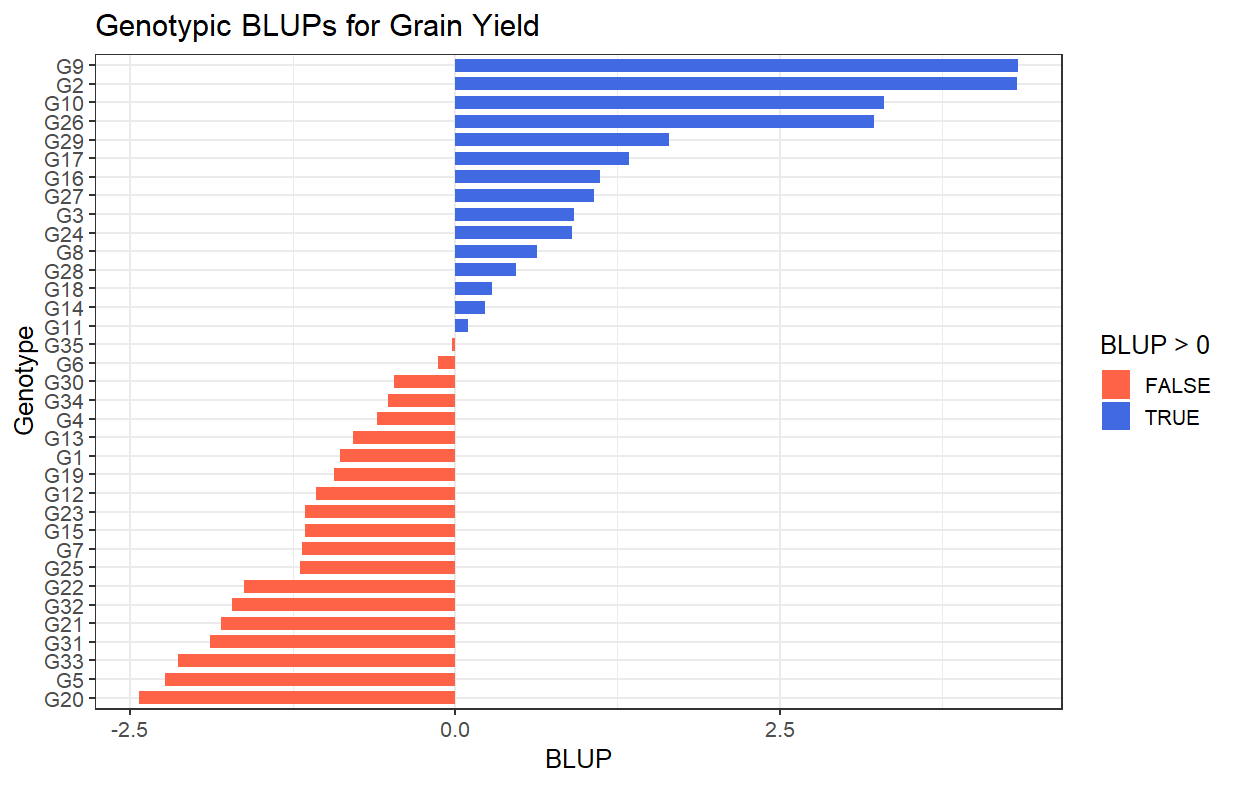 Genotypic BLUPs for Grain Yield
Genotype
G9
G2
G10
G26
G29
G17
G16
G27
G3
G24
G8
G28
G18
G14
G11
G35
G6
G30
G34
G4
G13
G1
G19
G12
G23
G15
G7
G25
G22
G32
G21
G31
G33
G5
G20
-2.5 0.0 2.5
BLUP
BLUP > 0
FALSE
TRUE